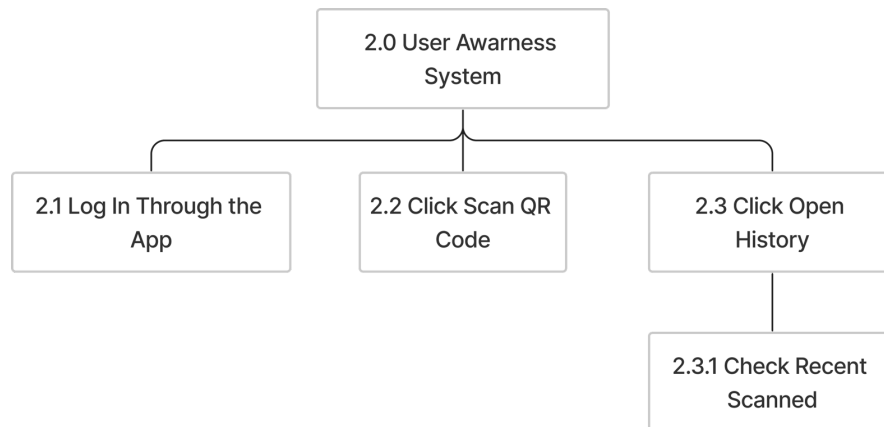 2.0 User Awarness
System
2.1 Log In Through the
App
2.2 Click Scan QR
Code
2.3 Click Open
History
2.3.1 Check Recent
Scanned